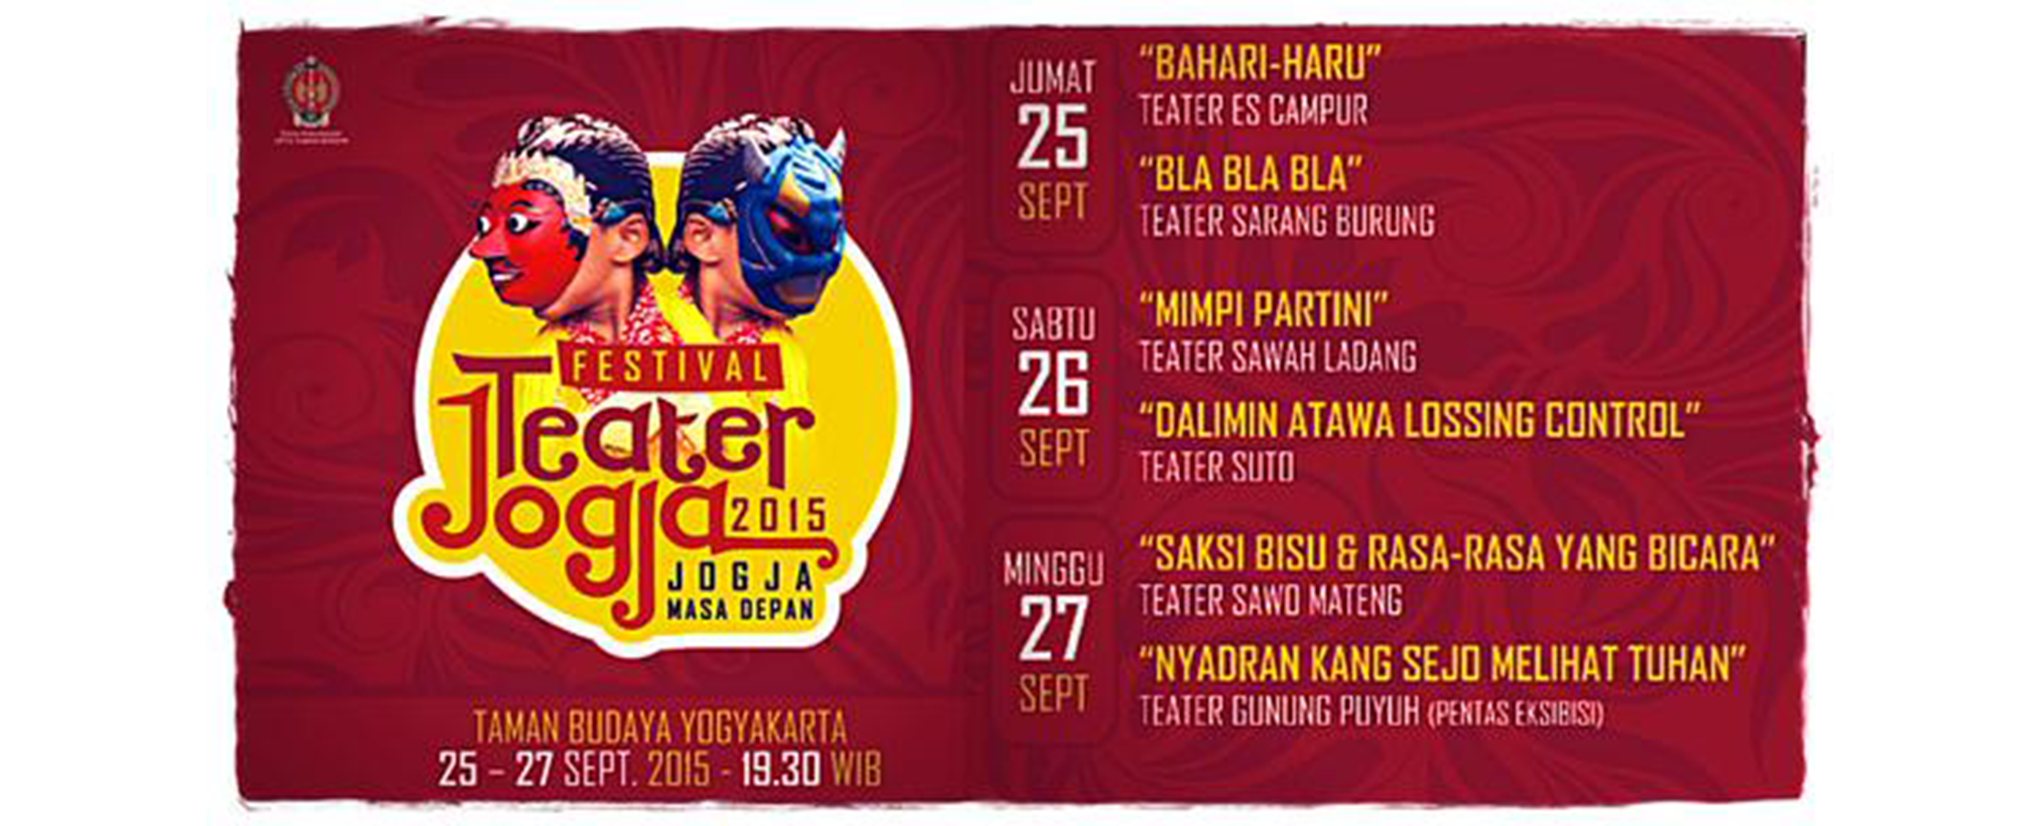 FESTIVAL
Teater
Jogja 2015
JOGJA
MASA DEPAN
TAMAN BUDAYA YOGYAKARTA
25 – 27 SEPT. 2015 - 19.30 WIB
JUMAT
25
SEPT
“BAHARI-HARU”
TEATER ES CAMPUR
“BLA BLA BLA”
TEATER SARANG BURUNG
SABTU
26
SEPT
“MIMPI PARTINI”
TEATER SAWAH LADANG
“DALIMIN ATAWA LOSSING CONTROL”
TEATER SUTO
MINGGU
27
SEPT
“SAKSI BISU & RASA-RASA YANG BICARA”
TEATER SAWO MATENG
“NYADRAN KANG SEJO MELIHAT TUHAN”
TEATER GUNUNG PUYUH (PENTAS EKSIBISI)